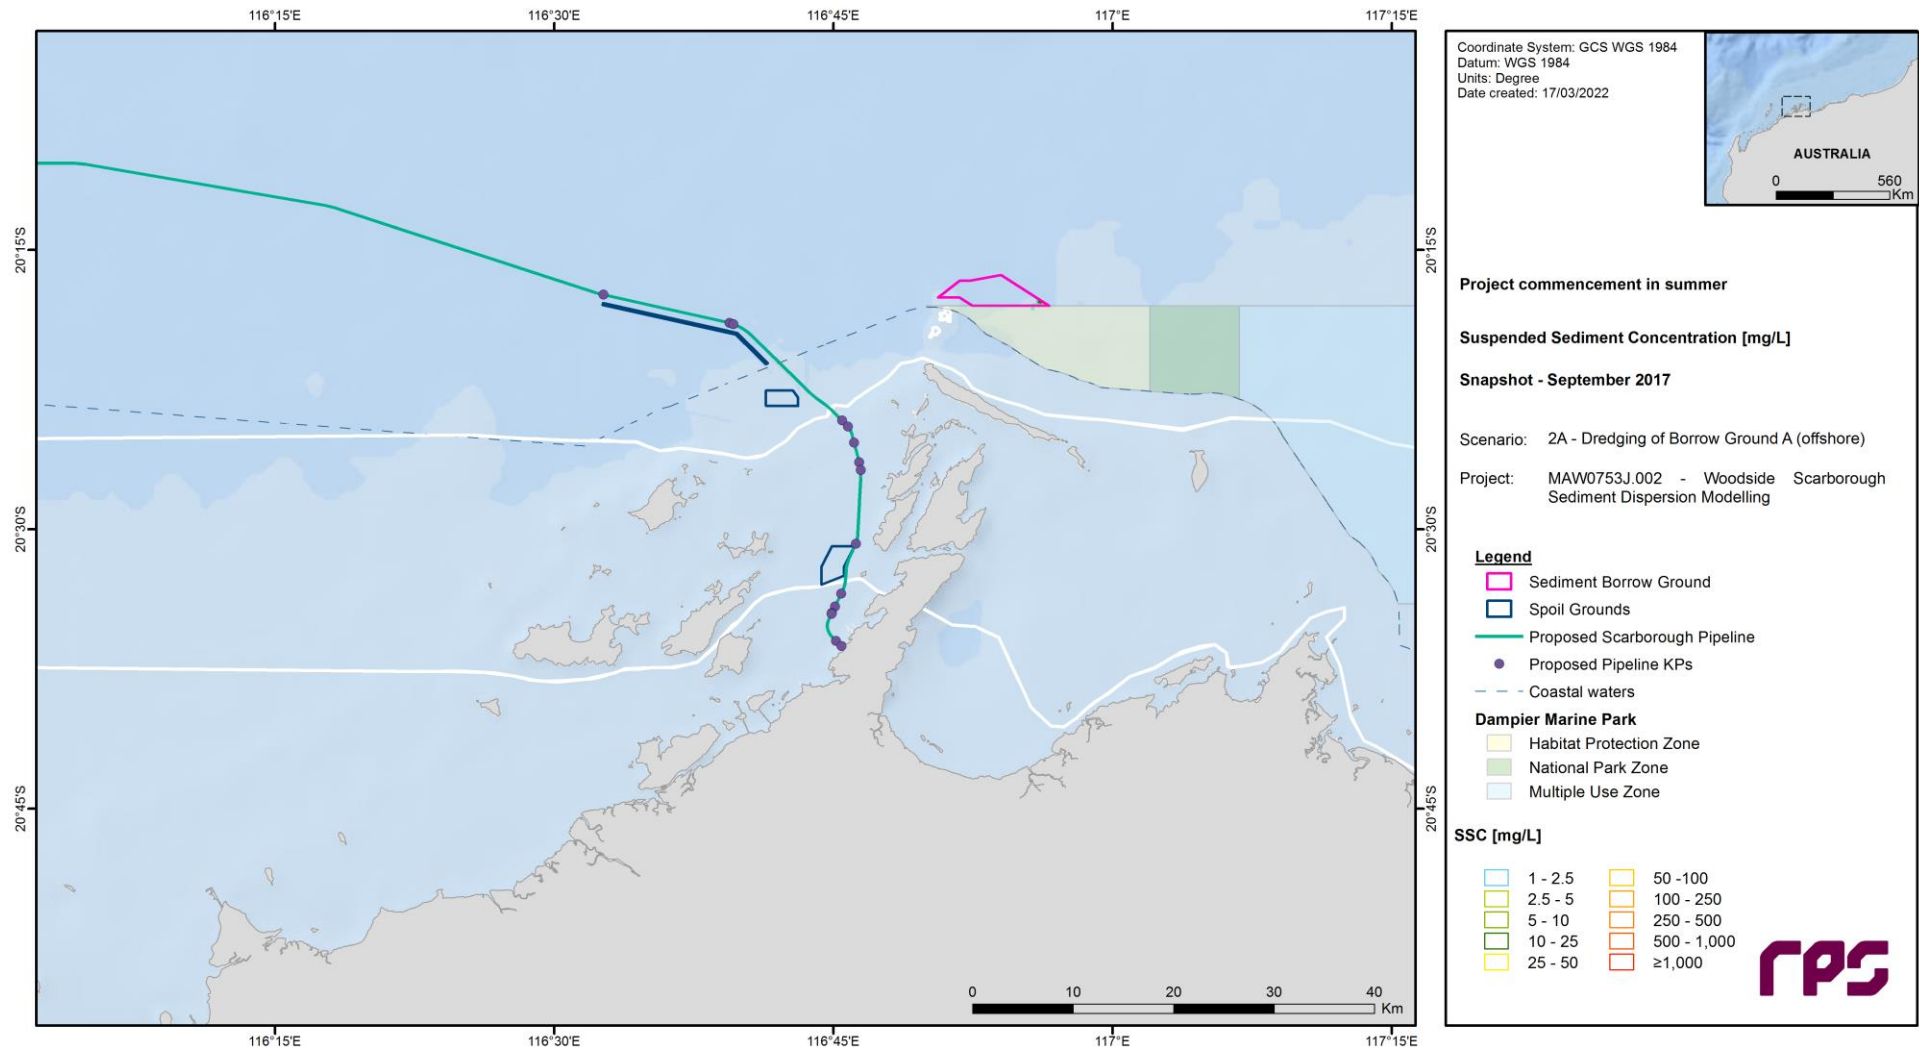 116°15'E
116°30'E
116°45'E
117°E
117°15'E
20°15'S
20°30'S
20°45'S
20°15'S
20°30'S
20°45'S
0 10 20 30 40
Km
116°15'E
116°30'E
116°45'E
117°E
117°15'E
Coordinate System: GCS WGS 1984
Datum: WGS 1984
Units: Degree
Date created: 17/03/2022
AUSTRALIA
0 560
Km
Project commencement in summer
Suspended Sediment Concentration [mg/L]
Snapshot - September 2017
Scenario: 2A - Dredging of Borrow Ground A (offshore)
Project: MAW0753J.002 - Woodside Scarborough
Sediment Dispersion Modelling
Legend
Sediment Borrow Ground
Spoil Grounds
Proposed Scarborough Pipeline
Proposed Pipeline KPs
Coastal waters
Dampier Marine Park
Habitat Protection Zone
National Park Zone
Multiple Use Zone
SSC [mg/L]
1 - 2.5 50 -100
2.5 - 5 100 - 250
5 - 10 250 - 500
10 - 25 500 - 1,000
25 - 50 ≥1,000
rps